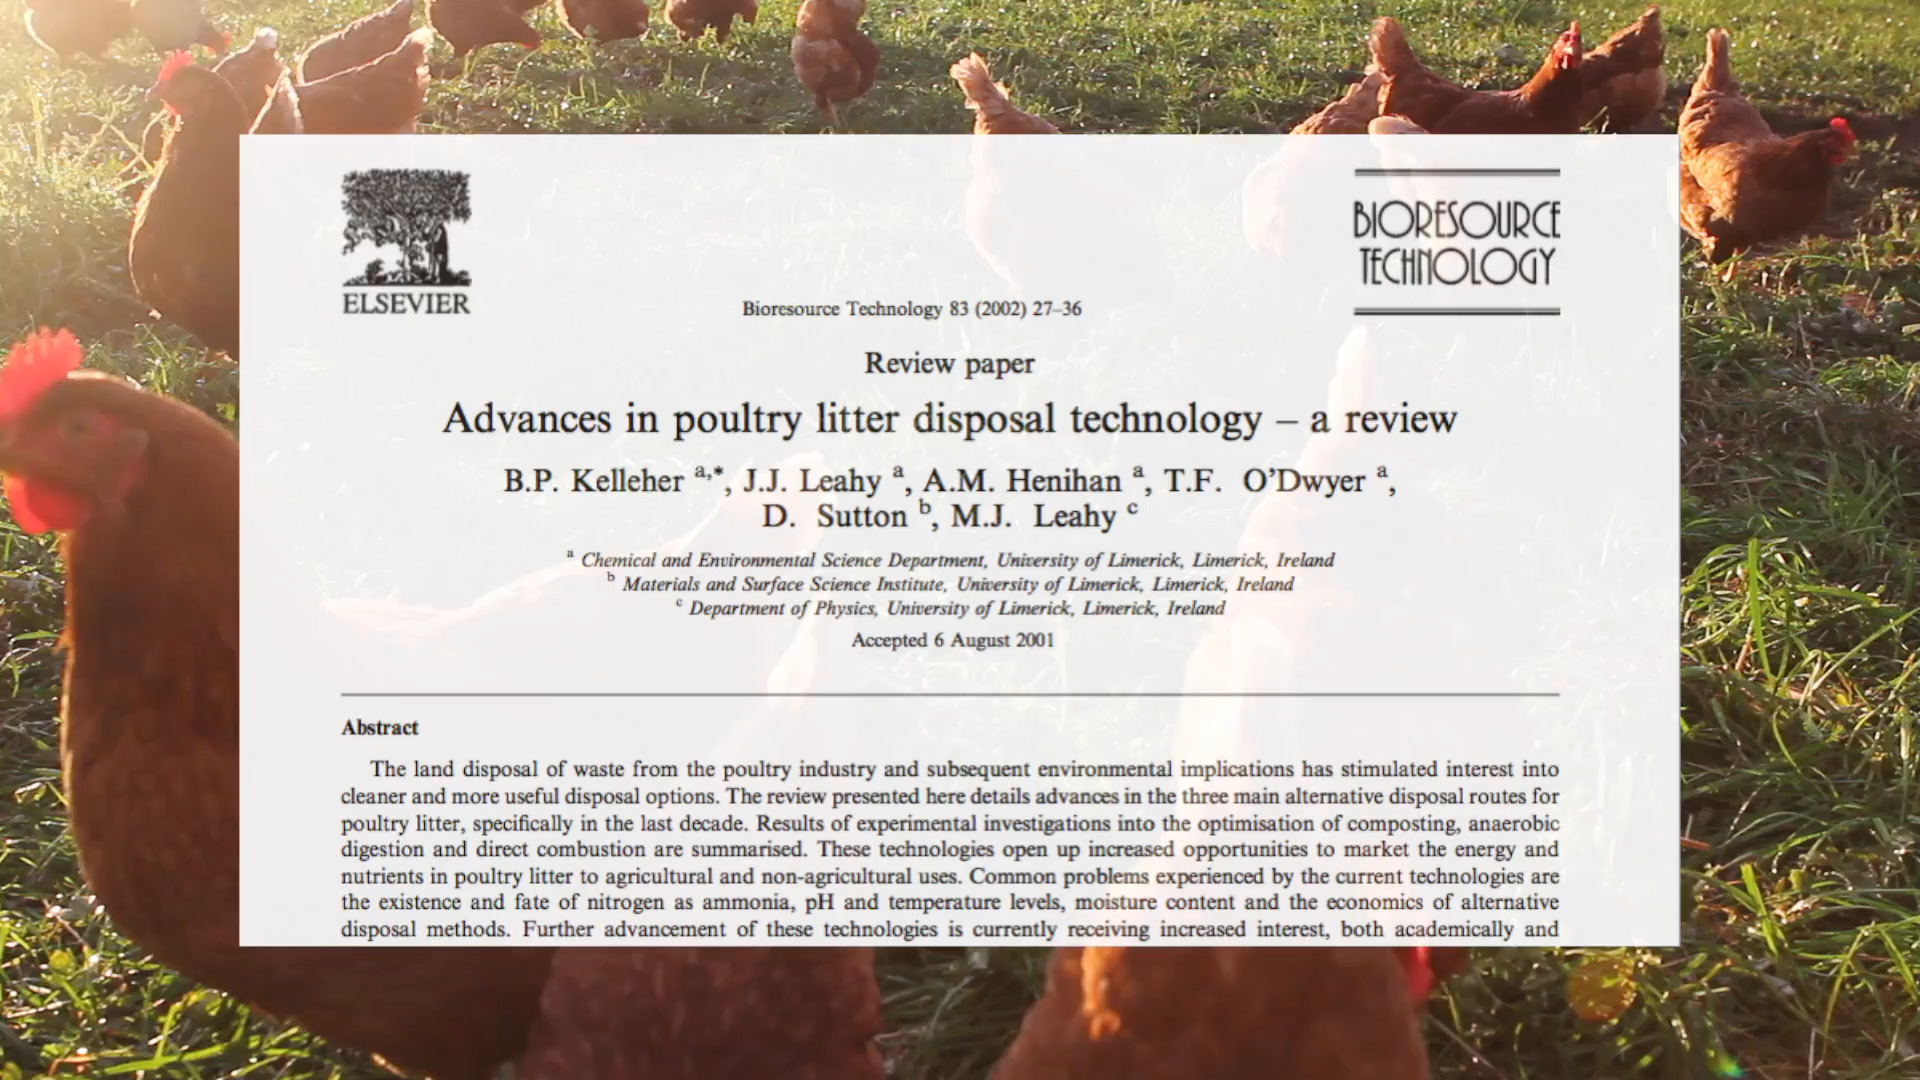 ELSEVIER
BIORESOURCE
TECHNOLOGY
Bioresource Technology 83 (2002) 27–36
Review paper
Advances in poultry litter disposal technology – a review
B.P. Kelleher a,*, J.J. Leahy a, A.M. Henihan a, T.F. O'Dwyer a,
D. Sutton b, M.J. Leahy c
a Chemical and Environmental Science Department, University of Limerick, Limerick, Ireland
b Materials and Surface Science Institute, University of Limerick, Limerick, Ireland
c Department of Physics, University of Limerick, Limerick, Ireland
Accepted 6 August 2001
Abstract
The land disposal of waste from the poultry industry and subsequent environmental implications has stimulated interest into
cleaner and more useful disposal options. The review presented here details advances in the three main alternative disposal routes for
poultry litter, specifically in the last decade. Results of experimental investigations into the optimisation of composting, anaerobic
digestion and direct combustion are summarised. These technologies open up increased opportunities to market the energy and
nutrients in poultry litter to agricultural and non-agricultural uses. Common problems experienced by the current technologies are
the existence and fate of nitrogen as ammonia, pH and temperature levels, moisture content and the economics of alternative
disposal methods. Further advancement of these technologies is currently receiving increased interest, both academically and